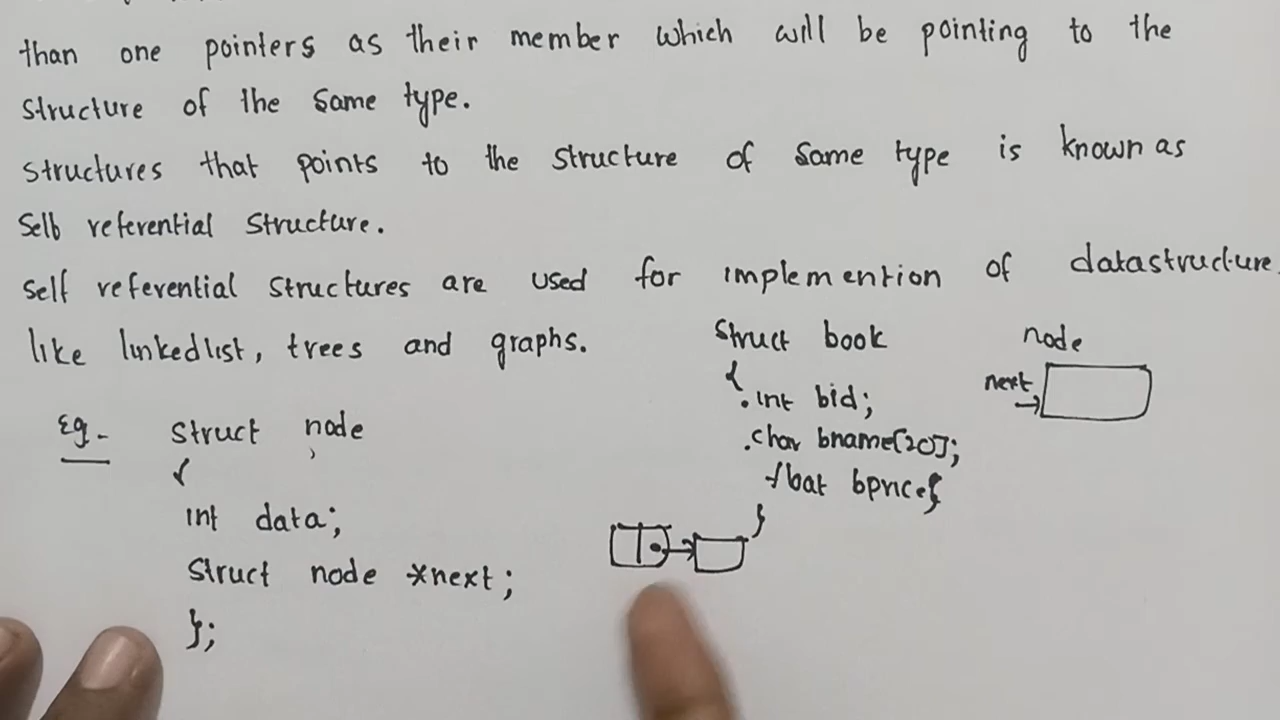 than one pointers as their member which will be pointing to the
structure of the same type.
structures that points to the structure of same type is known as
Selb referential structure.
self referential structures are used for implemention of datastructure.
like linkedlist, trees and graphs.
Eg- struct node
{
int data;
struct node *next;
};
struct book
{
.int bid;
.char bname[20];
float bprice;
}
node
next